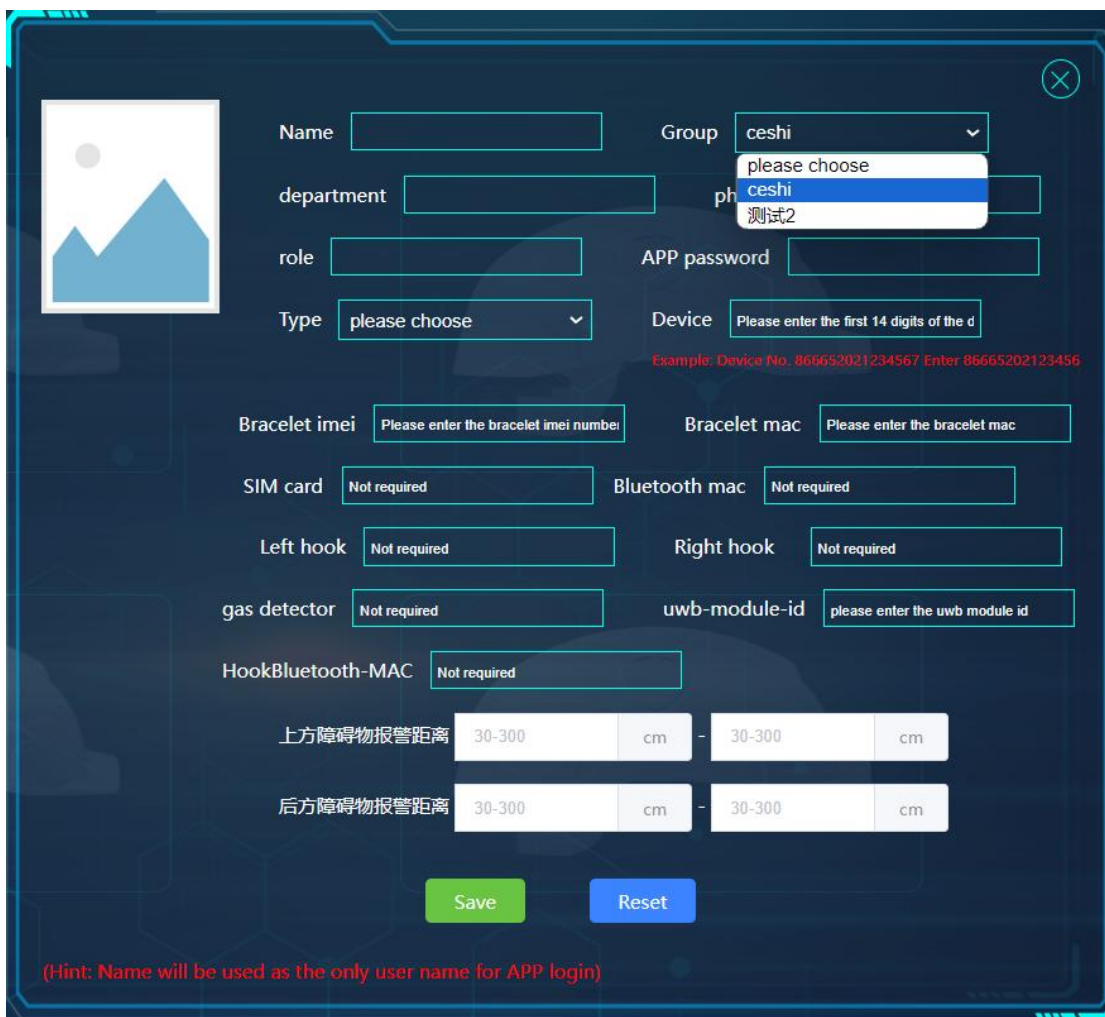 Name Group ceshi
please choose
ceshi
测试2
department ph
role APP password
Type please choose Device Please enter the first 14 digits of the d
Example: Device No. 866652021234567 Enter 86665202123456
Bracelet imei Please enter the bracelet imei number Bracelet mac Please enter the bracelet mac
SIM card Not required Bluetooth mac Not required
Left hook Not required Right hook Not required
gas detector Not required uwb-module-id please enter the uwb module id
HookBluetooth-MAC Not required
上方障碍物报警距离 30-300 cm - 30-300 cm
后方障碍物报警距离 30-300 cm - 30-300 cm
Save Reset
(Hint: Name will be used as the only user name for APP login)